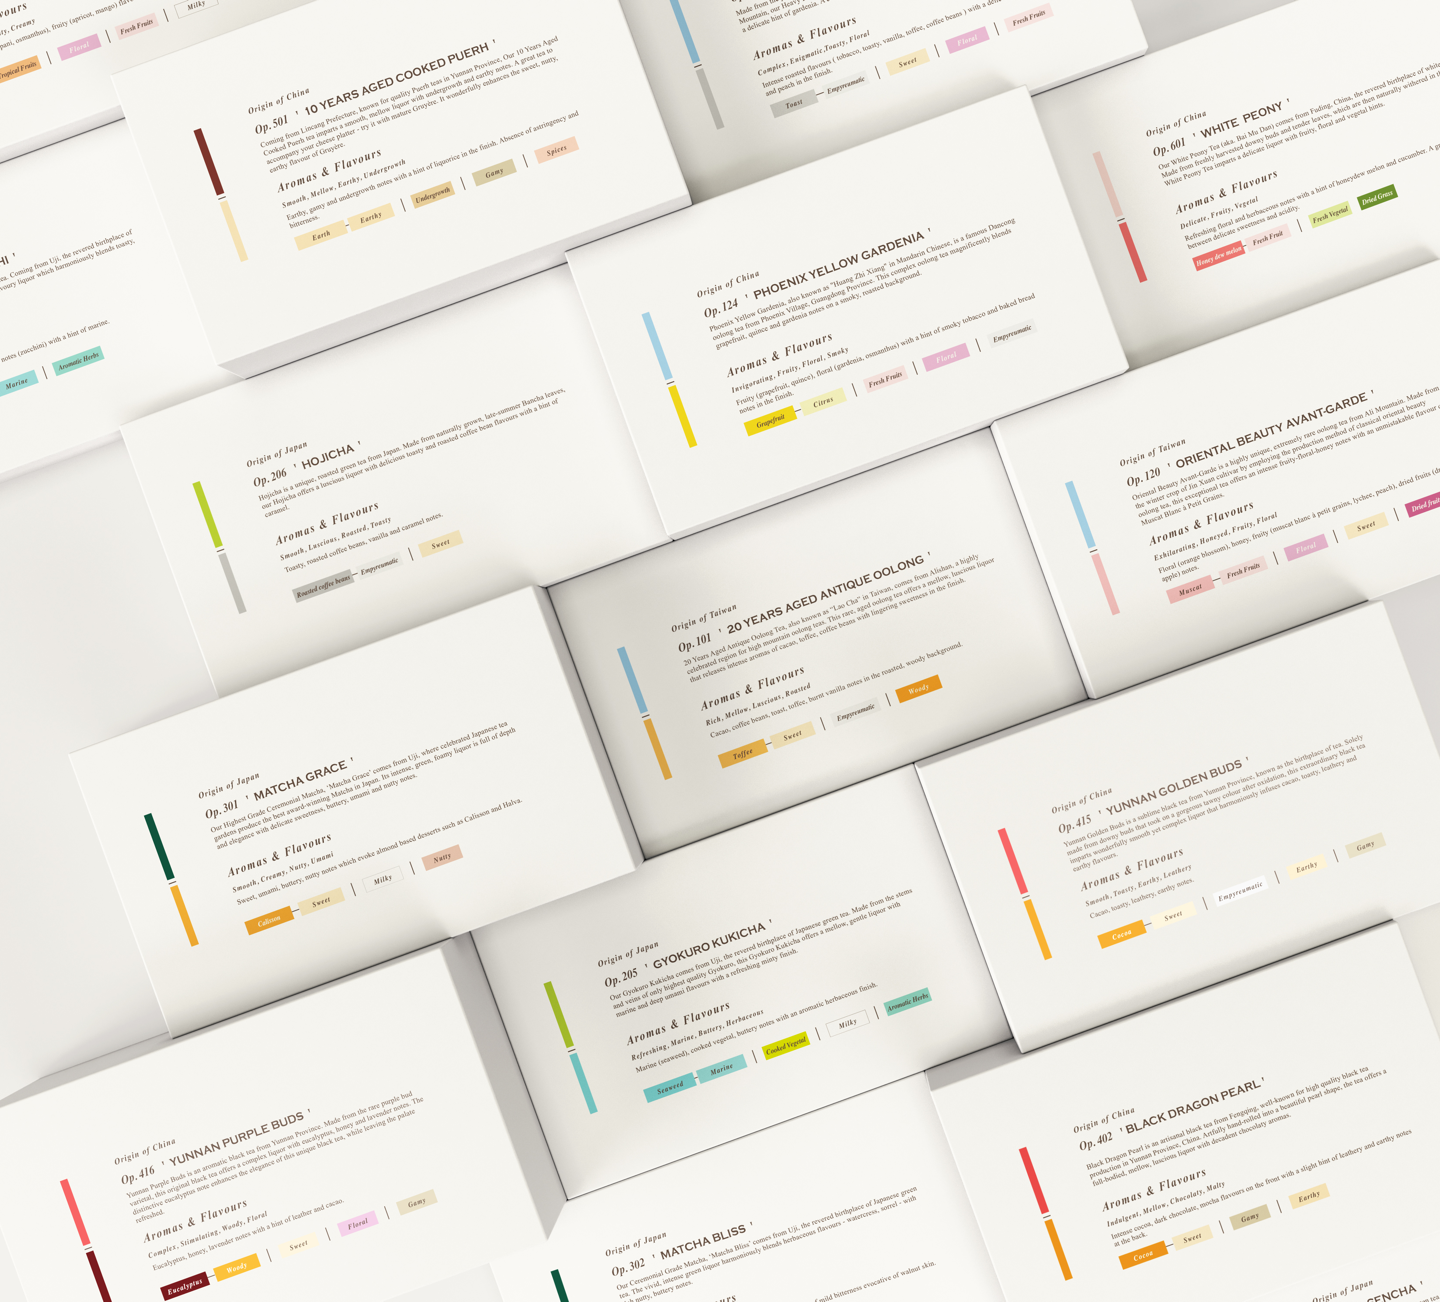 vours
y, Creamy
pani, osmanthus), fruity (apricot, mango) flav
Tropical Fruits
Floral
Fresh Fruits
Milky
Origin of China
Op.501 ' 10 YEARS AGED COOKED PUERH '
Coming from Lincang Prefecture, known for quality Puerh teas in Yunnan Province, Our 10 Years Aged
Cooked Puerh tea imparts a smooth, mellow liquor with undergrowth and earthy notes. A great tea to
accompany your cheese platter - try it with mature Gruyère. It wonderfully enhances the sweet, nutty,
earthy flavour of Gruyère.
Aromas & Flavours
Smooth, Mellow, Earthy, Undergrowth
Earthy, gamy and undergrowth notes with a hint of liquorice in the finish. Absence of astringency and
bitterness.
Earth
Earthy
Undergrowth
Gamy
Spices
Made from the
Mountain, our Heavy
a delicate hint of gardenia. A
Aromas & Flavours
Complex, Enigmatic, Toasty, Floral
Intense roasted flavours ( tobacco, toasty, vanilla, toffee, coffee beans ) with a
and peach in the finish.
Toast
Empyreumatic
Sweet
Floral
Fresh Fruits
Origin of China
Op.601 ' WHITE PEONY '
Our White Peony Tea (aka. Bai Mu Dan) comes from Fuding, China, the revered birthplace of white
Made from freshly harvested downy buds and tender leaves, which are then naturally withered in th
White Peony Tea imparts a delicate liquor with fruity, floral and vegetal hints.
Aromas & Flavours
Delicate, Fruity, Vegetal
Refreshing floral and herbaceous notes with a hint of honeydew melon and cucumber. A
between delicate sweetness and acidity.
Honey dew melon
Fresh Fruit
Fresh Vegetal
Dried Grass
HI '
ea. Coming from Uji, the revered birthplace of
voury liquor which harmoniously blends toasty,
notes (zucchini) with a hint of marine.
Marine
Aromatic Herbs
Origin of China
Op.124 ' PHOENIX YELLOW GARDENIA '
Phoenix Yellow Gardenia, also known as "Huang Zhi Xiang" in Mandarin Chinese, is a famous Dancong
oolong tea from Phoenix Village, Guangdong Province. This complex oolong tea magnificently blends
grapefruit, quince and gardenia notes on a smoky, roasted background.
Aromas & Flavours
Invigorating, Fruity, Floral, Smoky
Fruity (grapefruit, quince), floral (gardenia, osmanthus) with a hint of smoky tobacco and baked bread
notes in the finish.
Grapefruit
Citrus
Fresh Fruits
Floral
Empyreumatic
Origin of Japan
Op.206 ' HOJICHA '
Hojicha is a unique, roasted green tea from Japan. Made from naturally grown, late-summer Bancha leaves,
our Hojicha offers a luscious liquor with delicious toasty and roasted coffee bean flavours with a hint of
caramel.
Aromas & Flavours
Smooth, Luscious, Roasted, Toasty
Toasty, roasted coffee beans, vanilla and caramel notes.
Roasted coffee beans
Empyreumatic
Sweet
Origin of Taiwan
Op.120 ' ORIENTAL BEAUTY AVANT-GARDE '
Oriental Beauty Avant-Garde is a highly unique, extremely rare oolong tea from Ali Mountain. Made from
the winter crop of Jin Xuan cultivar by employing the production method of classical oriental beauty
oolong tea, this exceptional tea offers an intense fruity-floral-honey notes with an unmistakable flavour
Muscat Blanc à Petit Grains.
Aromas & Flavours
Exhilarating, Honeyed, Fruity, Floral
Floral (orange blossom), honey, fruity (muscat blanc à petit grains, lychee, peach), dried fruits
apple) notes.
Muscat
Fresh Fruits
Floral
Sweet
Dried fruit
Origin of Taiwan
Op.101 ' 20 YEARS AGED ANTIQUE OOLONG '
20 Years Aged Antique Oolong Tea, also known as "Lao Cha" in Taiwan, comes from Alishan, a highly
celebrated region for high mountain oolong teas. This rare, aged oolong tea offers a mellow, luscious liquor
that releases intense aromas of cacao, toffee, coffee beans with lingering sweetness in the finish.
Aromas & Flavours
Rich, Mellow, Luscious, Roasted
Cacao, coffee beans, toast, toffee, burnt vanilla notes in the roasted, woody background.
Toffee
Sweet
Empyreumatic
Woody
Origin of Japan
Op.301 ' MATCHA GRACE '
Our Highest Grade Ceremonial Matcha, 'Matcha Grace' comes from Uji, where celebrated Japanese tea
gardens produce the best award-winning Matcha in Japan. Its intense, green, foamy liquor is full of depth
and elegance with delicate sweetness, buttery, umami and nutty notes.
Aromas & Flavours
Smooth, Creamy, Nutty, Umami
Sweet, umami, buttery, nutty notes which evoke almond based desserts such as Calisson and Halva.
Calisson
Sweet
Milky
Nutty
Origin of China
Op.415 ' YUNNAN GOLDEN BUDS '
Yunnan Golden Buds is a sublime black tea from Yunnan Province, known as the birthplace of tea. Solely
made from downy buds that took on a gorgeous tawny colour after oxidation, this extraordinary black tea
imparts wonderfully smooth yet complex liquor that harmoniously infuses cacao, toasty, leathery and
earthy flavours.
Aromas & Flavours
Smooth, Toasty, Earthy, Leathery
Cacao, toasty, leathery, earthy notes.
Cocoa
Sweet
Empyreumatic
Earthy
Gamy
Origin of Japan
Op.205 ' GYOKURO KUKICHA '
Our Gyokuro Kukicha comes from Uji, the revered birthplace of Japanese green tea. Made from the stems
and veins of only highest quality Gyokuro, this Gyokuro Kukicha offers a mellow, gentle liquor with
marine and deep umami flavours with a refreshing minty finish.
Aromas & Flavours
Refreshing, Marine, Buttery, Herbaceous
Marine (seaweed), cooked vegetal, buttery notes with an aromatic herbaceous finish.
Seaweed
Marine
Cooked Vegetal
Milky
Aromatic Herbs
Origin of China
Op.416 ' YUNNAN PURPLE BUDS '
Yunnan Purple Buds is an aromatic black tea from Yunnan Province. Made from the rare purple bud
varietal, this original black tea offers a complex liquor with eucalyptus, honey and lavender notes. The
distinctive eucalyptus note enhances the elegance of this unique black tea, while leaving the palate
refreshed.
Aromas & Flavours
Complex, Stimulating, Woody, Floral
Eucalyptus, honey, lavender notes with a hint of leather and cacao.
Eucalyptus
Woody
Sweet
Floral
Gamy
Origin of China
Op.402 ' BLACK DRAGON PEARL '
Black Dragon Pearl is an artisanal black tea from Fengqing, well-known for high quality black tea
production in Yunnan Province, China. Artfully hand-rolled into a beautiful pearl shape, the tea offers a
full-bodied, mellow, luscious liquor with decadent chocolaty aromas.
Aromas & Flavours
Indulgent, Mellow, Chocolaty, Malty
Intense cocoa, dark chocolate, mocha flavours on the front with a slight hint of leathery and earthy notes
at the back.
Cocoa
Sweet
Gamy
Earthy
Origin of Japan
Op.302 ' MATCHA BLISS '
Our Ceremonial Grade Matcha, 'Matcha Bliss' comes from Uji, the revered birthplace of Japanese green
tea. The vivid, intense green liquor harmoniously blends herbaceous flavours - watercress, sorrel - with
nutty, buttery notes.
of mild bitterness evocative of walnut skin.
Origin of Japan
SENCHA '